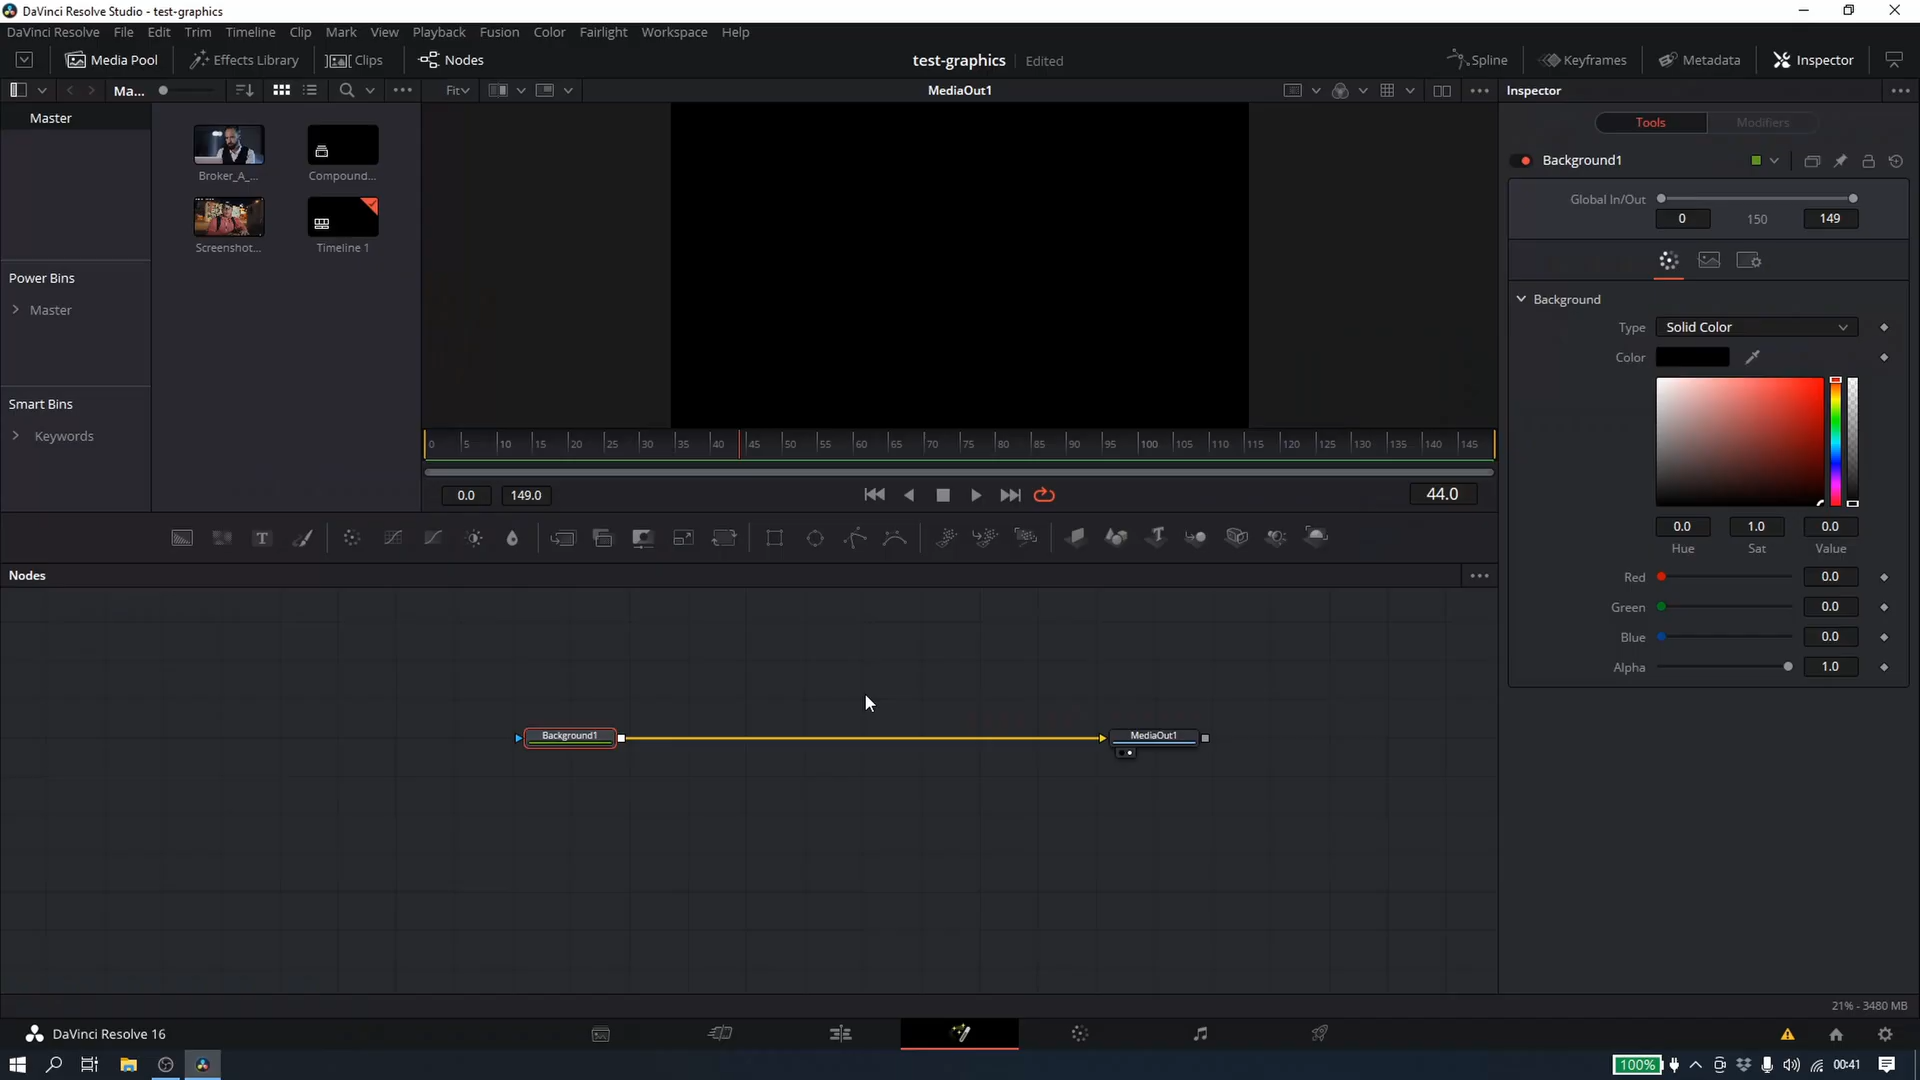 DaVinci Resolve Studio - test-graphics
DaVinci Resolve File Edit Trim Timeline Clip Mark View Playback Fusion Color Fairlight Workspace Help
Media Pool Effects Library Clips Nodes test-graphics Edited Spline Keyframes Metadata Inspector
Ma... Fit MediaOut1 Inspector
Master
Tools Modifiers
Broker_A_... Compound...
Background1
Global In/Out
0 150 149
Screenshot... Timeline 1
Power Bins
Master
Background
Type Solid Color
Color
Smart Bins
Keywords
0 5 10 15 20 25 30 35 40 45 50 55 60 65 70 75 80 85 90 95 100 105 110 115 120 125 130 135 140 145
0.0 149.0 44.0
0.0 1.0 0.0
Hue Sat Value
T
T
Nodes
Red 0.0
Green 0.0
Blue 0.0
Alpha 1.0
Background1 MediaOut1
21% - 3480 MB
DaVinci Resolve 16
100% 00:41